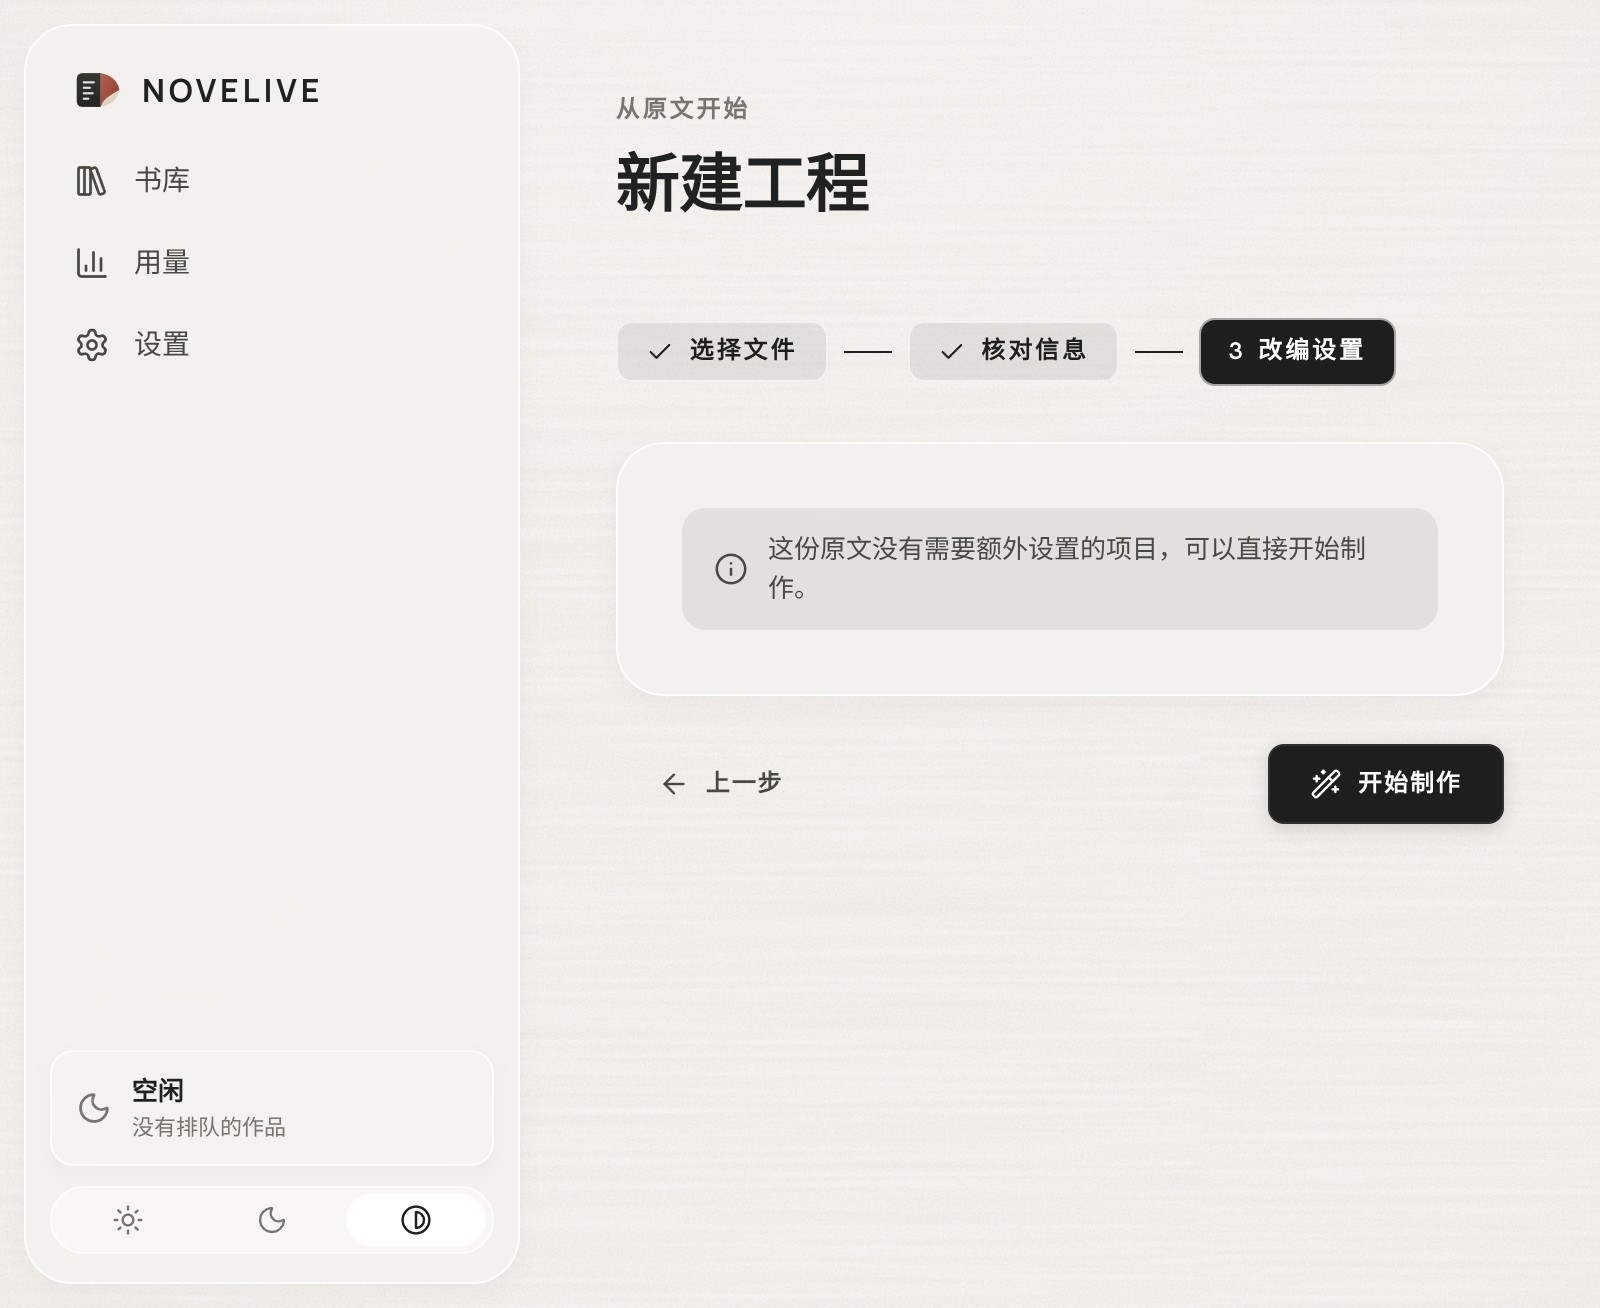 NOVELIVE
书库
用量
设置
空闲
没有排队的作品
从原文开始
新建工程
选择文件
核对信息
3 改编设置
这份原文没有需要额外设置的项目，可以直接开始制
作。
上一步
开始制作